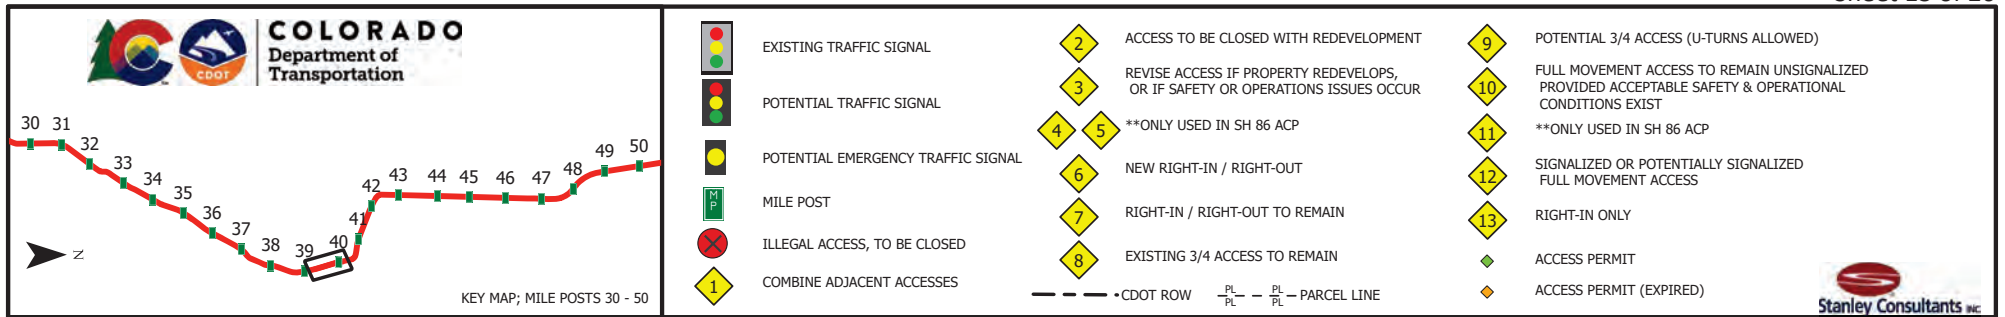 COLORADO
Department of
Transportation
CDOT
30 31 32 33 34 35 36 37 38 39 40 41 42 43 44 45 46 47 48 49 50
N
KEY MAP; MILE POSTS 30 - 50
EXISTING TRAFFIC SIGNAL
POTENTIAL TRAFFIC SIGNAL
POTENTIAL EMERGENCY TRAFFIC SIGNAL
MP
MILE POST
ILLEGAL ACCESS, TO BE CLOSED
1 COMBINE ADJACENT ACCESSES
2 ACCESS TO BE CLOSED WITH REDEVELOPMENT
3 REVISE ACCESS IF PROPERTY REDEVELOPS,
OR IF SAFETY OR OPERATIONS ISSUES OCCUR
4 5 **ONLY USED IN SH 86 ACP
6 NEW RIGHT-IN / RIGHT-OUT
7 RIGHT-IN / RIGHT-OUT TO REMAIN
8 EXISTING 3/4 ACCESS TO REMAIN
CDOT ROW
PL PL
PL PL
PARCEL LINE
9 POTENTIAL 3/4 ACCESS (U-TURNS ALLOWED)
10 FULL MOVEMENT ACCESS TO REMAIN UNSIGNALIZED
PROVIDED ACCEPTABLE SAFETY & OPERATIONAL
CONDITIONS EXIST
11 **ONLY USED IN SH 86 ACP
12 SIGNALIZED OR POTENTIALLY SIGNALIZED
FULL MOVEMENT ACCESS
13 RIGHT-IN ONLY
ACCESS PERMIT
ACCESS PERMIT (EXPIRED)
Stanley Consultants INC